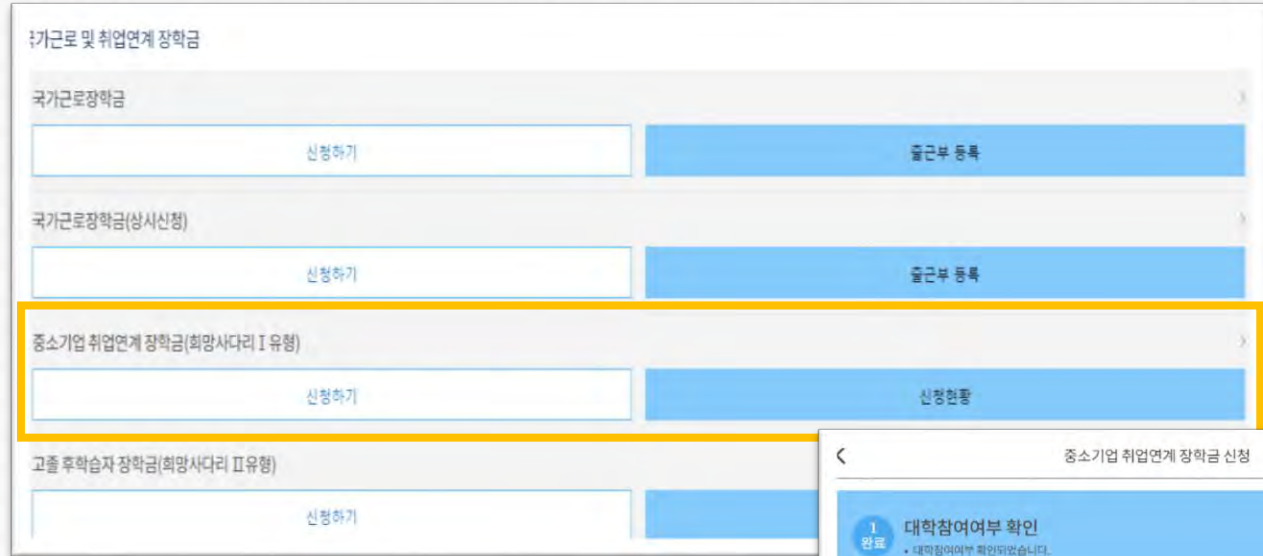 가근로 및 취업연계 장학금
국가근로장학금
신청하기
출근부 등록
국가근로장학금(상시신청)
신청하기
출근부 등록
중소기업 취업연계 장학금(희망사다리 I 유형)
신청하기
신청현황
고졸 후학습자 장학금(희망사다리 II유형)
신청하기
중소기업 취업연계 장학금 신청
1
완료
대학참여여부 확인
• 대학참여여부 확인되었습니다.